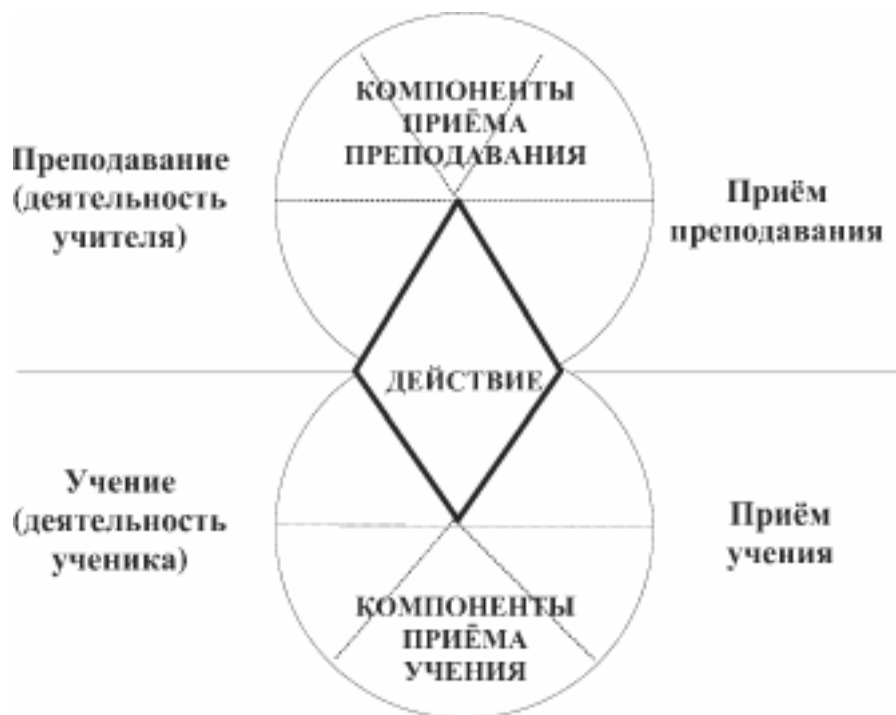 КОМПОНЕНТЫ
ПРИЁМА
ПРЕПОДАВАНИЯ
Преподавание
(деятельность
учителя)
Приём
преподавания
ДЕЙСТВИЕ
Учение
(деятельность
ученика)
Приём
учения
КОМПОНЕНТЫ
ПРИЁМА
УЧЕНИЯ